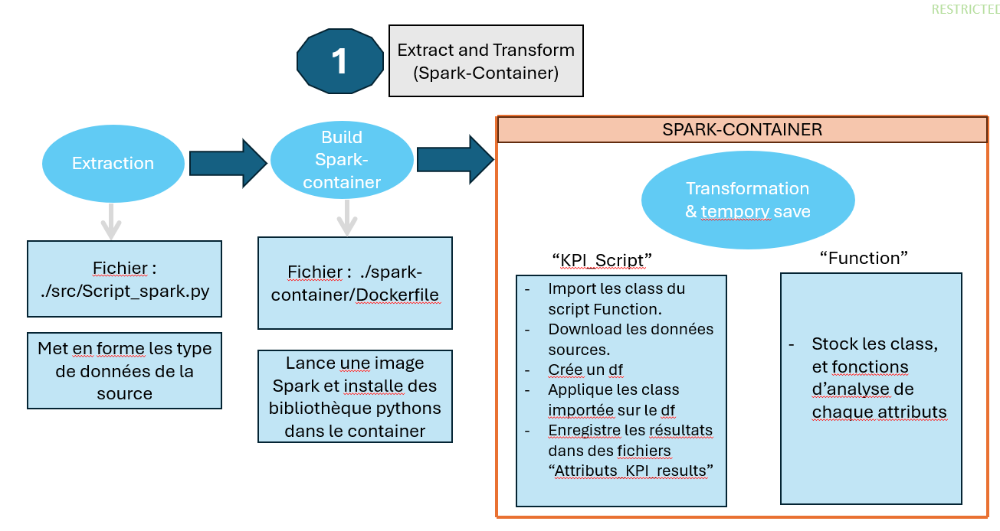 RESTRICTED
1
Extract and Transform
(Spark-Container)
Extraction
Build
Spark-
container
SPARK-CONTAINER
Transformation
& tempory save
Fichier :
./src/Script_spark.py
Met en forme les type
de données de la
source
Fichier : ./spark-
container/Dockerfile
Lance une image
Spark et installe des
bibliothèque pythons
dans le container
“KPI_Script”
- Import les class du
script Function.
- Download les données
sources.
- Crée un df
- Applique les class
importée sur le df
- Enregistre les résultats
dans des fichiers
“Attributs_KPI_results”
“Function”
- Stock les class,
et fonctions
d’analyse de
chaque attributs